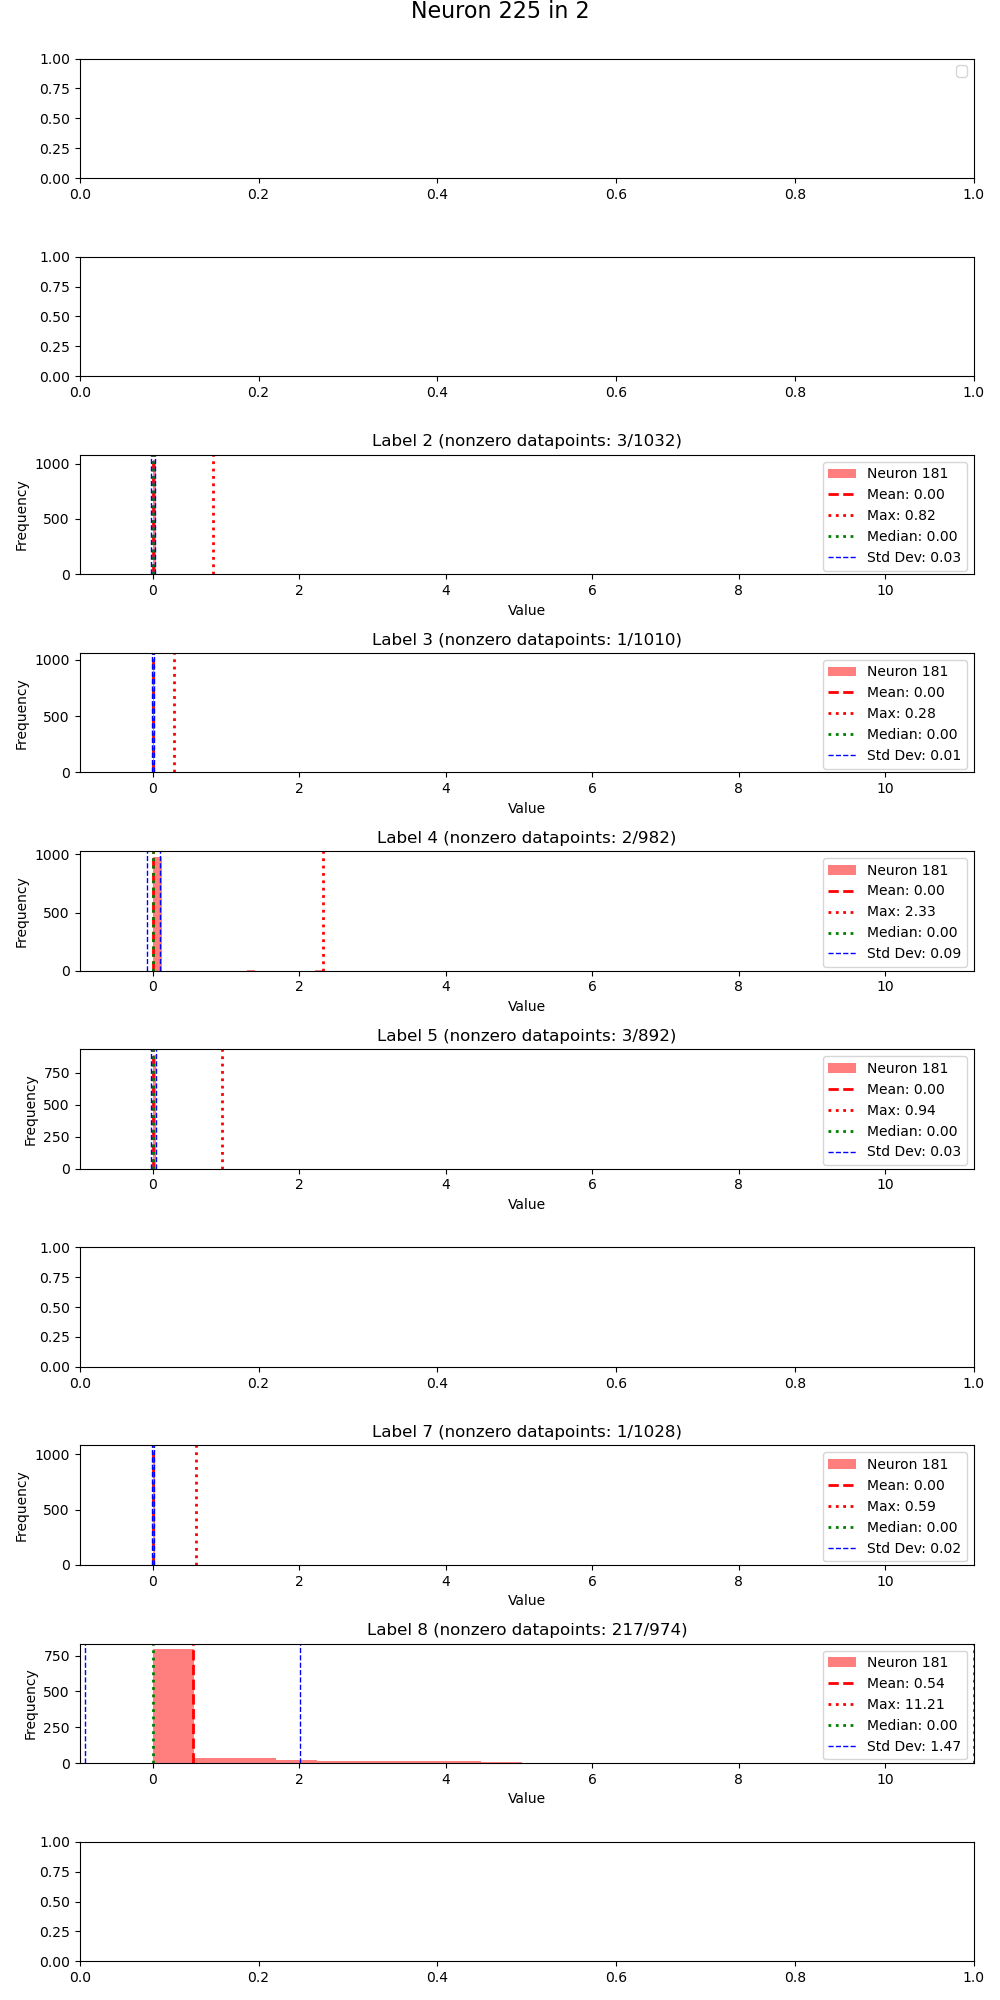 Neuron 225 in 2
1.00
0.75
0.50
0.25
0.00
0.0 0.2 0.4 0.6 0.8 1.0
1.00
0.75
0.50
0.25
0.00
0.0 0.2 0.4 0.6 0.8 1.0
Label 2 (nonzero datapoints: 3/1032)
Frequency
1000
500
0
Neuron 181
Mean: 0.00
Max: 0.82
Median: 0.00
Std Dev: 0.03
0 2 4 6 8 10
Value
Label 3 (nonzero datapoints: 1/1010)
Frequency
1000
500
0
Neuron 181
Mean: 0.00
Max: 0.28
Median: 0.00
Std Dev: 0.01
0 2 4 6 8 10
Value
Label 4 (nonzero datapoints: 2/982)
Frequency
1000
500
0
Neuron 181
Mean: 0.00
Max: 2.33
Median: 0.00
Std Dev: 0.09
0 2 4 6 8 10
Value
Label 5 (nonzero datapoints: 3/892)
Frequency
750
500
250
0
Neuron 181
Mean: 0.00
Max: 0.94
Median: 0.00
Std Dev: 0.03
0 2 4 6 8 10
Value
1.00
0.75
0.50
0.25
0.00
0.0 0.2 0.4 0.6 0.8 1.0
Label 7 (nonzero datapoints: 1/1028)
Frequency
1000
500
0
Neuron 181
Mean: 0.00
Max: 0.59
Median: 0.00
Std Dev: 0.02
0 2 4 6 8 10
Value
Label 8 (nonzero datapoints: 217/974)
Frequency
750
500
250
0
Neuron 181
Mean: 0.54
Max: 11.21
Median: 0.00
Std Dev: 1.47
0 2 4 6 8 10
Value
1.00
0.75
0.50
0.25
0.00
0.0 0.2 0.4 0.6 0.8 1.0